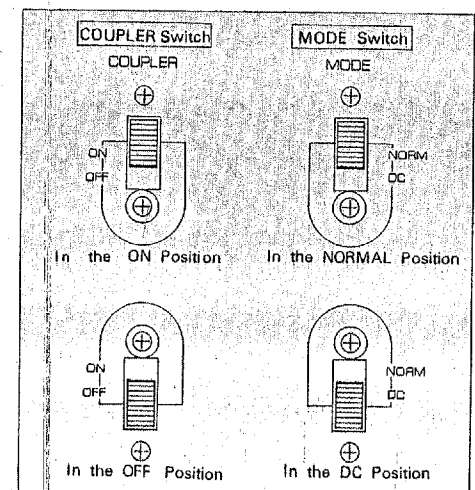 COUPLER Switch
MODE Switch
COUPLER
MODE
ON
OFF
NORM
DC
In the ON Position
In the NORMAL Position
ON
OFF
NORM
DC
In the OFF Position
In the DC Position